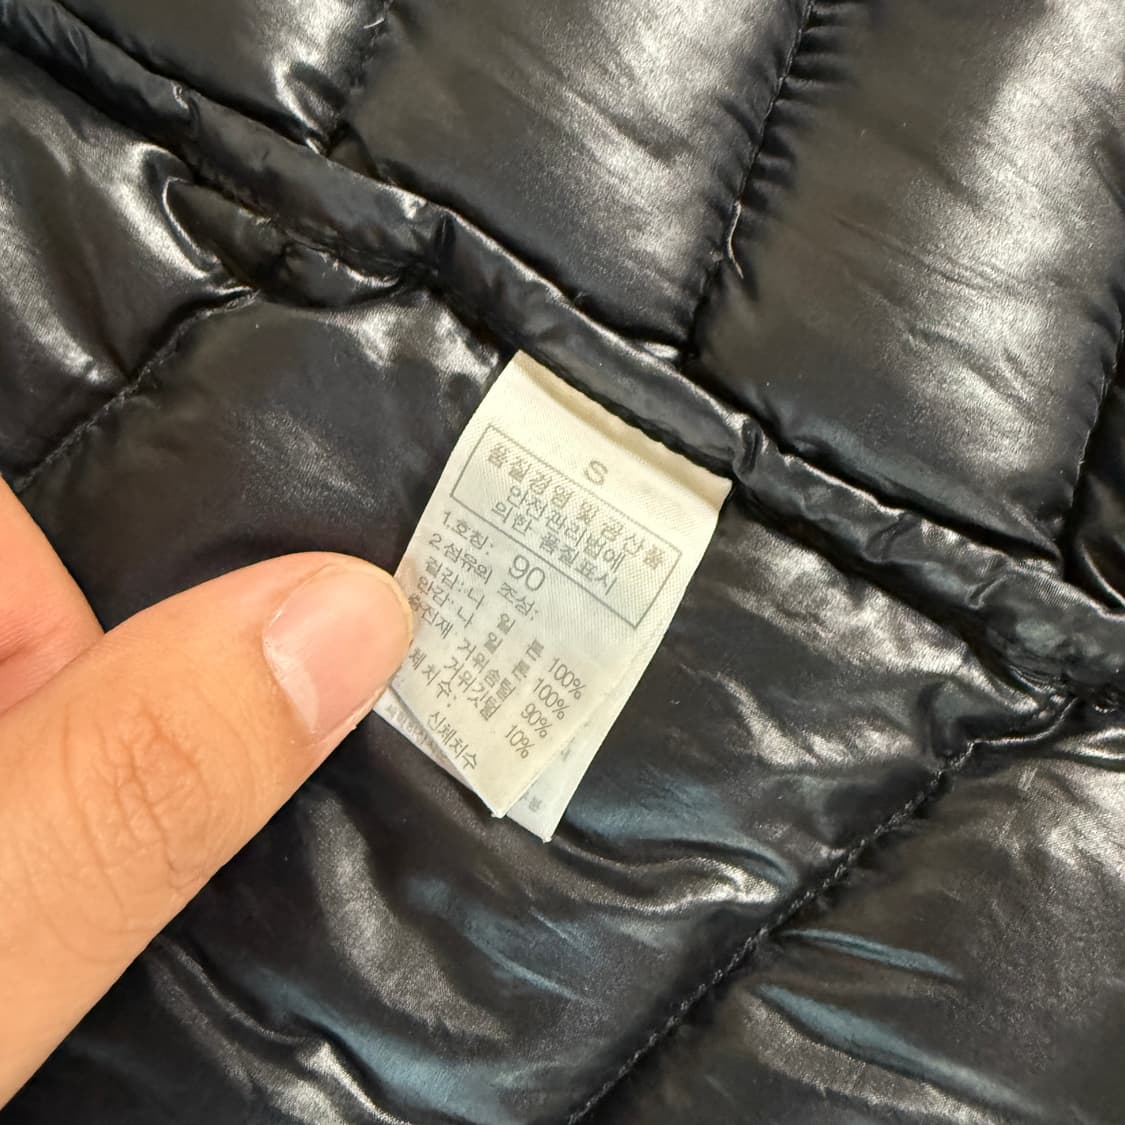 S
품질경영 및 공산품
안전관리법에
의한 품질표시
1.호칭: 90
2.섬유의 조성:
겉감:나 일 론 100%
안감:나 일 론 100%
충전재 거위솜털 90%
거위깃털 10%
체치수:
신체치수